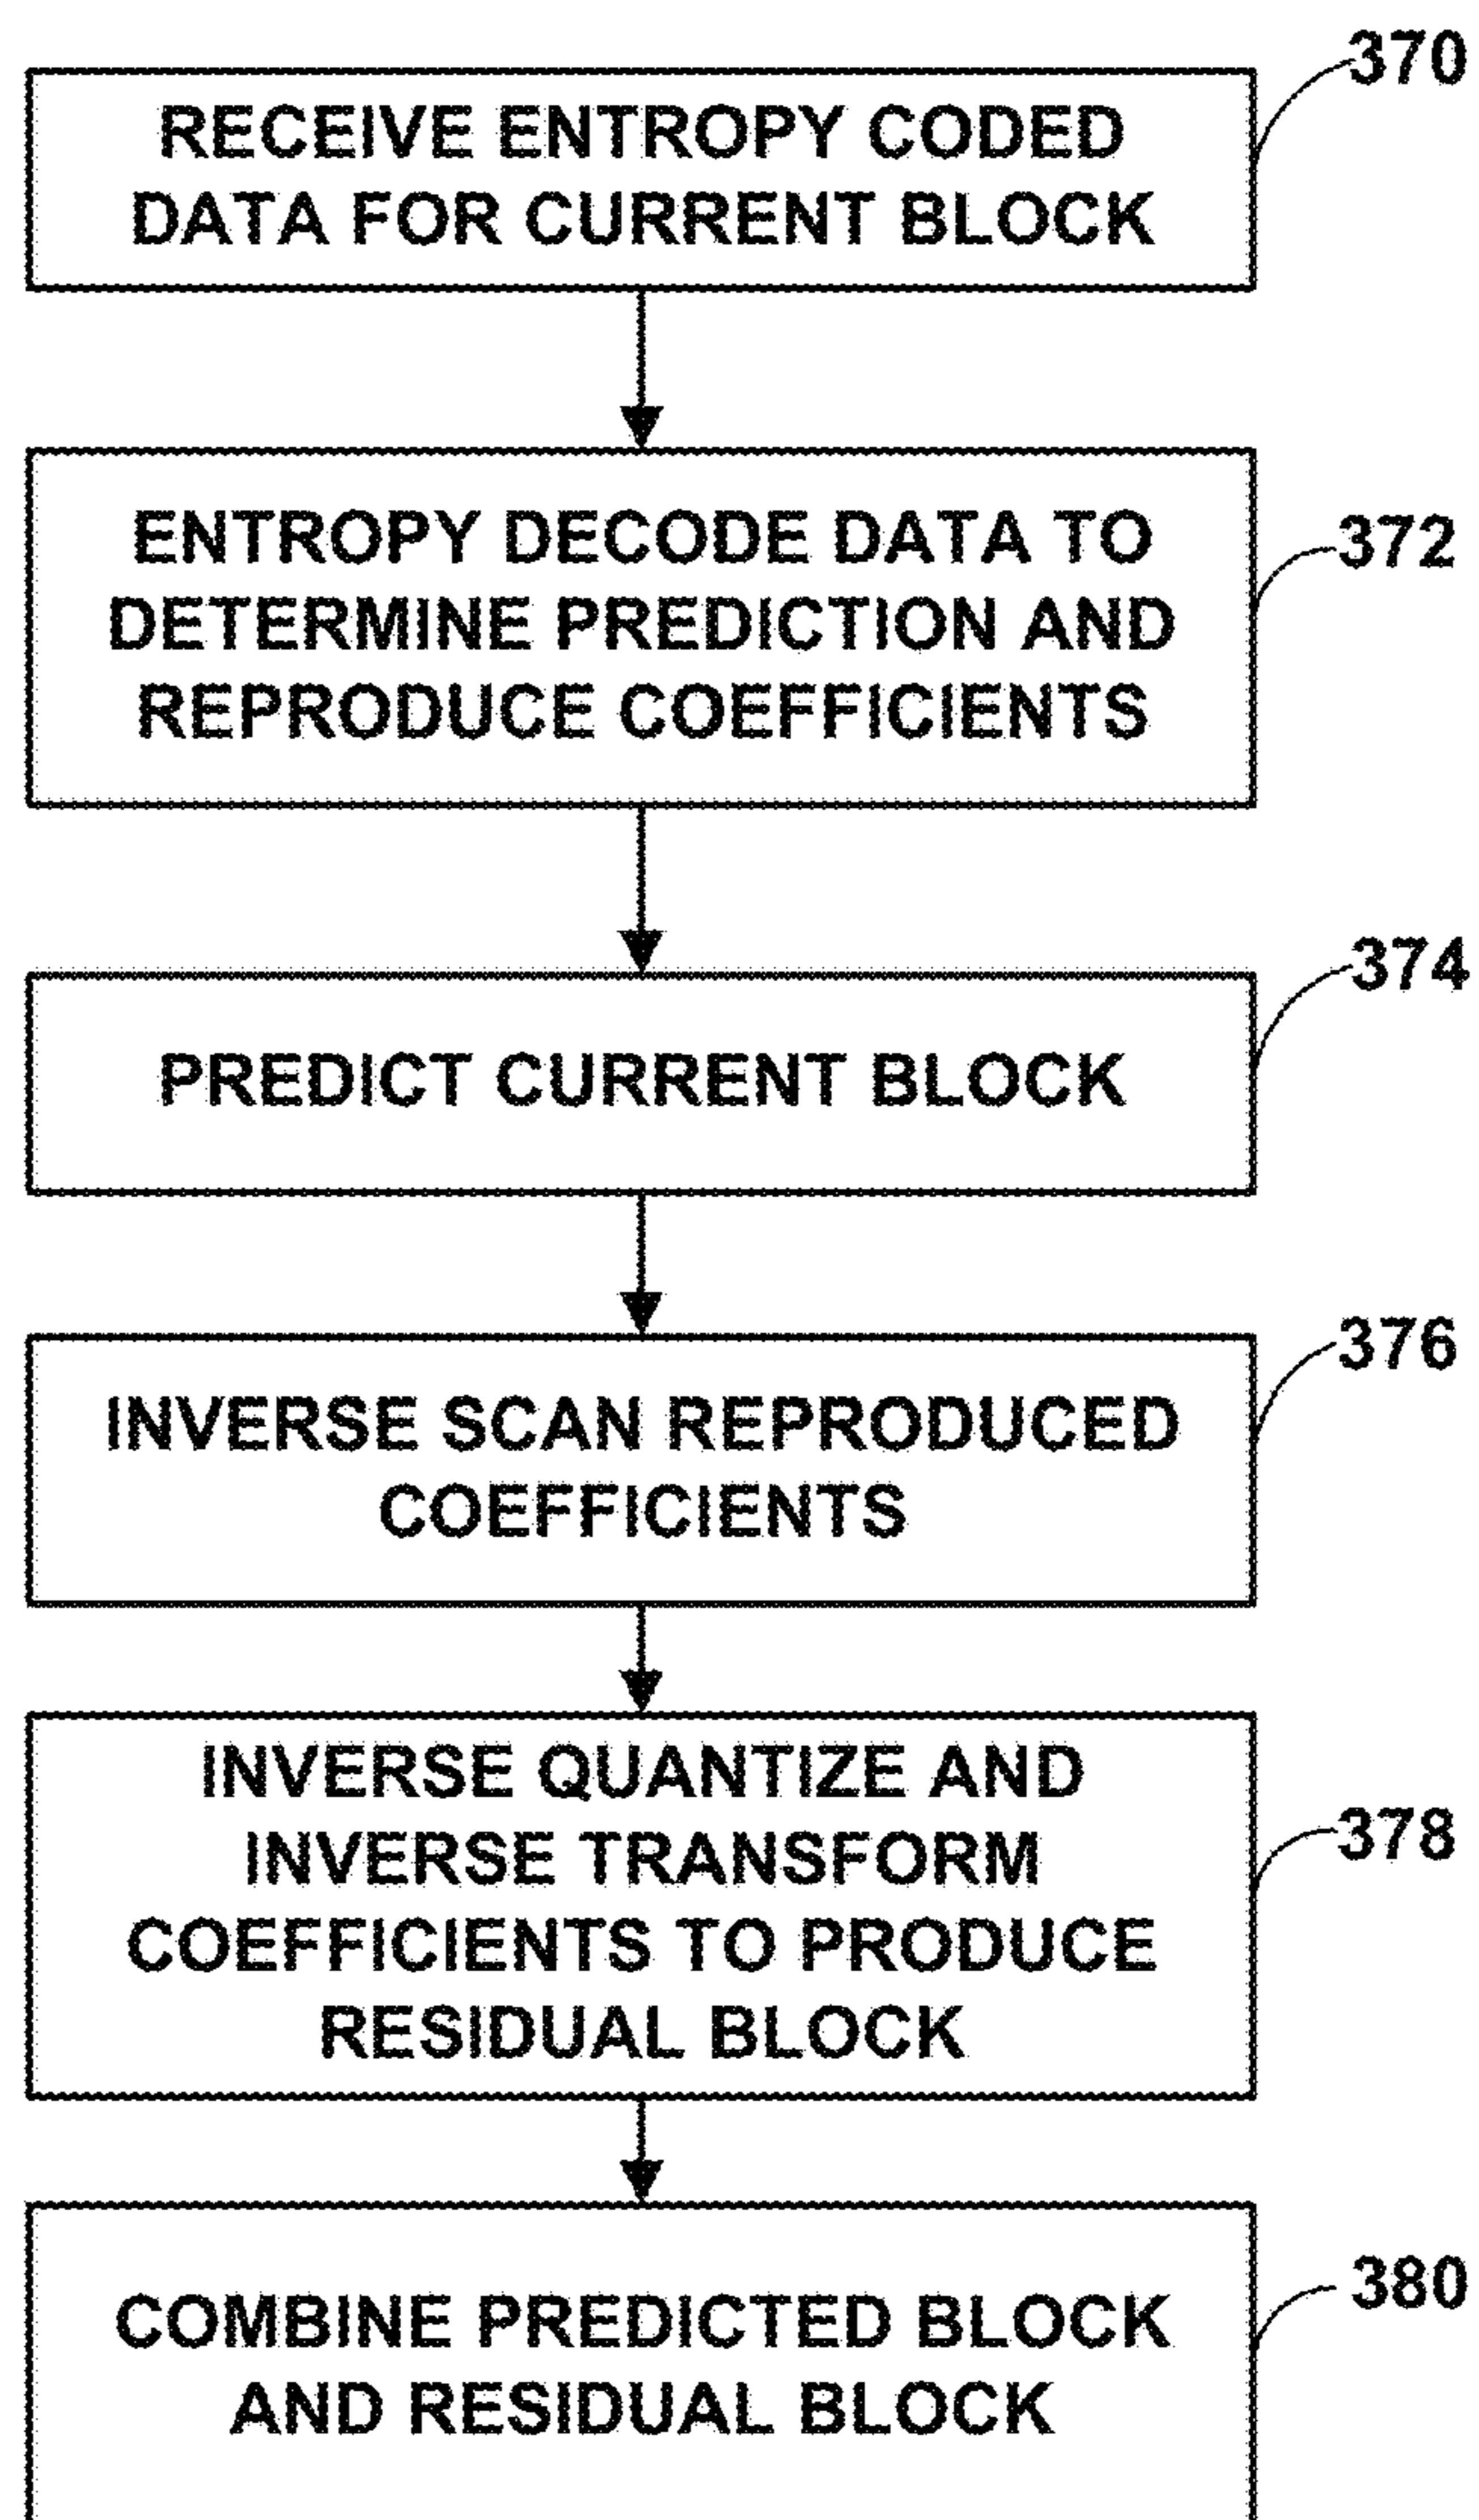 370
RECEIVE ENTROPY CODED
DATA FOR CURRENT BLOCK
372
ENTROPY DECODE DATA TO
DETERMINE PREDICTION AND
REPRODUCE COEFFICIENTS
374
PREDICT CURRENT BLOCK
376
INVERSE SCAN REPRODUCED
COEFFICIENTS
378
INVERSE QUANTIZE AND
INVERSE TRANSFORM
COEFFICIENTS TO PRODUCE
RESIDUAL BLOCK
380
COMBINE PREDICTED BLOCK
AND RESIDUAL BLOCK